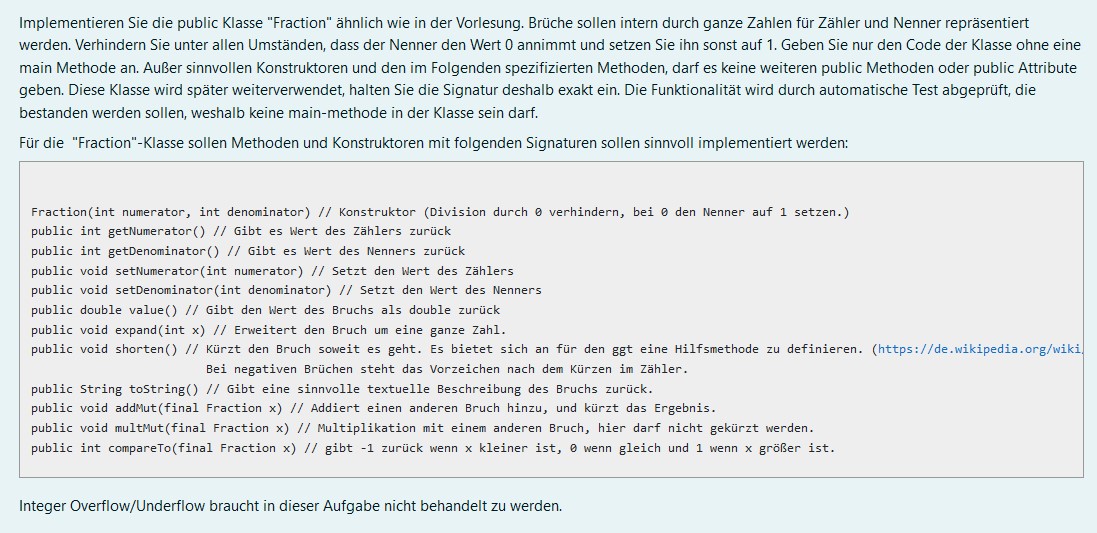 Implementieren Sie die public Klasse "Fraction" ähnlich wie in der Vorlesung. Brüche sollen intern durch ganze Zahlen für Zähler und Nenner repräsentiert
werden. Verhindern Sie unter allen Umständen, dass der Nenner den Wert 0 annimmt und setzen Sie ihn sonst auf 1. Geben Sie nur den Code der Klasse ohne eine
main Methode an. Außer sinnvollen Konstruktoren und den im Folgenden spezifizierten Methoden, darf es keine weiteren public Methoden oder public Attribute
geben. Diese Klasse wird später weiterverwendet, halten Sie die Signatur deshalb exakt ein. Die Funktionalität wird durch automatische Test abgeprüft, die
bestanden werden sollen, weshalb keine main-methode in der Klasse sein darf.
Für die "Fraction"-Klasse sollen Methoden und Konstruktoren mit folgenden Signaturen sollen sinnvoll implementiert werden:
Fraction(int numerator, int denominator) // Konstruktor (Division durch 0 verhindern, bei 0 den Nenner auf 1 setzen.)
public int getNumerator() // Gibt es Wert des Zählers zurück
public int getDenominator() // Gibt es Wert des Nenners zurück
public void setNumerator(int numerator) // Setzt den Wert des Zählers
public void setDenominator(int denominator) // Setzt den Wert des Nenners
public double value() // Gibt den Wert des Bruchs als double zurück
public void expand(int x) // Erweitert den Bruch um eine ganze Zahl.
public void shorten() // Kürzt den Bruch soweit es geht. Es bietet sich an für den ggt eine Hilfsmethode zu definieren. (https://de.wikipedia.org/wiki/
Bei negativen Brüchen steht das Vorzeichen nach dem Kürzen im Zähler.
public String toString() // Gibt eine sinnvolle textuelle Beschreibung des Bruchs zurück.
public void addMut(final Fraction x) // Addiert einen anderen Bruch hinzu, und kürzt das Ergebnis.
public void multMut(final Fraction x) // Multiplikation mit einem anderen Bruch, hier darf nicht gekürzt werden.
public int compareTo(final Fraction x) // gibt -1 zurück wenn x kleiner ist, 0 wenn gleich und 1 wenn x größer ist.
Integer Overflow/Underflow braucht in dieser Aufgabe nicht behandelt zu werden.